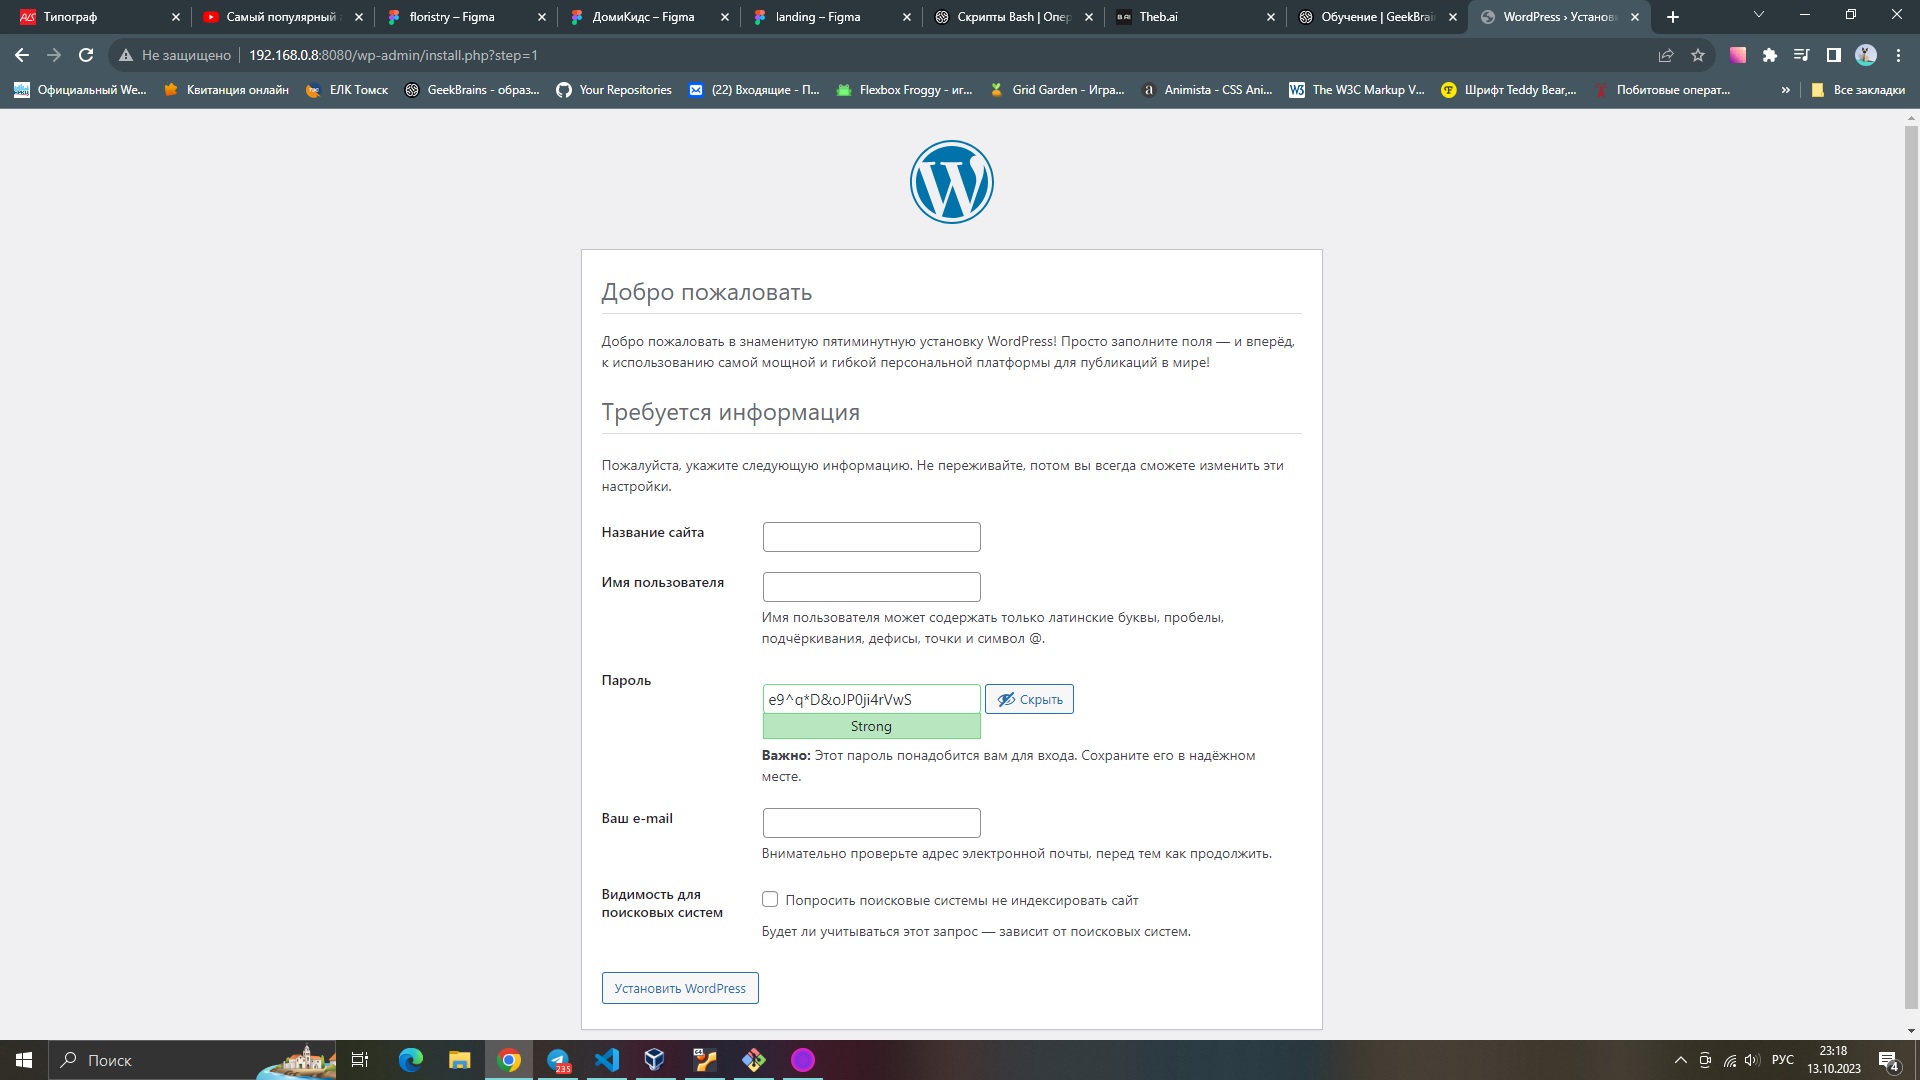 Типограф
Самый популярный
floristry – Figma
ДомиКидс – Figma
landing – Figma
Скрипты Bash | Опер
Theb.ai
Обучение | GeekBrai
WordPress › Установк
Не защищено
192.168.0.8:8080/wp-admin/install.php?step=1
Официальный We...
Квитанция онлайн
ЕЛК Томск
GeekBrains - образ...
Your Repositories
(22) Входящие - П...
Flexbox Froggy - иг...
Grid Garden - Игра...
Animista - CSS Ani...
The W3C Markup V...
Шрифт Teddy Bear,...
Побитовые операт...
»
Все закладки
Добро пожаловать
Добро пожаловать в знаменитую пятиминутную установку WordPress! Просто заполните поля — и вперёд,
к использованию самой мощной и гибкой персональной платформы для публикаций в мире!
Требуется информация
Пожалуйста, укажите следующую информацию. Не переживайте, потом вы всегда сможете изменить эти
настройки.
Название сайта
Имя пользователя
Имя пользователя может содержать только латинские буквы, пробелы,
подчёркивания, дефисы, точки и символ @.
Пароль
e9^q*D&oJP0ji4rVwS
Скрыть
Strong
Важно: Этот пароль понадобится вам для входа. Сохраните его в надёжном
месте.
Ваш e-mail
Внимательно проверьте адрес электронной почты, перед тем как продолжить.
Видимость для
поисковых систем
Попросить поисковые системы не индексировать сайт
Будет ли учитываться этот запрос — зависит от поисковых систем.
Установить WordPress
Поиск
235
РУС
23:18
13.10.2023
4